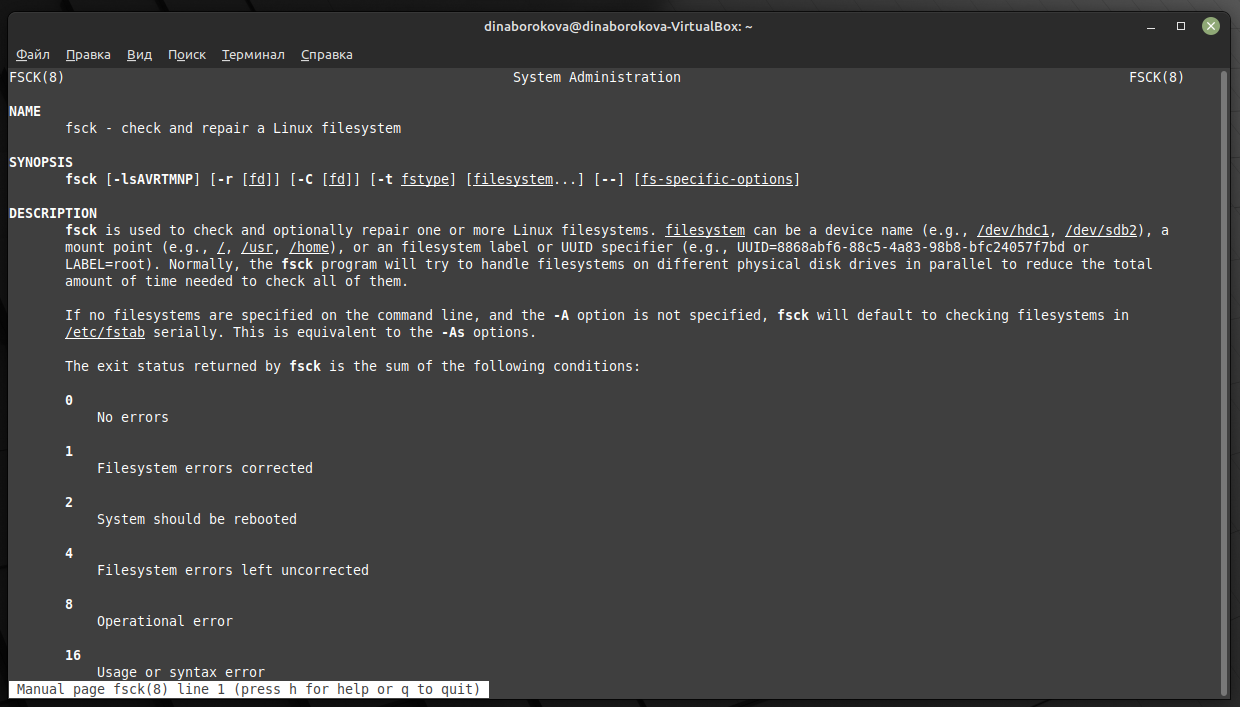 dinaborokova@dinaborokova-VirtualBox: ~
Файл Правка Вид Поиск Терминал Справка
FSCK(8) System Administration FSCK(8)
NAME
fsck - check and repair a Linux filesystem
SYNOPSIS
fsck [-lsAVRTMNP] [-r [fd]] [-C [fd]] [-t fstype] [filesystem...] [--] [fs-specific-options]
DESCRIPTION
fsck is used to check and optionally repair one or more Linux filesystems. filesystem can be a device name (e.g., /dev/hdc1, /dev/sdb2), a
mount point (e.g., /, /usr, /home), or an filesystem label or UUID specifier (e.g., UUID=8868abf6-88c5-4a83-98b8-bfc24057f7bd or
LABEL=root). Normally, the fsck program will try to handle filesystems on different physical disk drives in parallel to reduce the total
amount of time needed to check all of them.
If no filesystems are specified on the command line, and the -A option is not specified, fsck will default to checking filesystems in
/etc/fstab serially. This is equivalent to the -As options.
The exit status returned by fsck is the sum of the following conditions:
0
No errors
1
Filesystem errors corrected
2
System should be rebooted
4
Filesystem errors left uncorrected
8
Operational error
16
Usage or syntax error
Manual page fsck(8) line 1 (press h for help or q to quit)